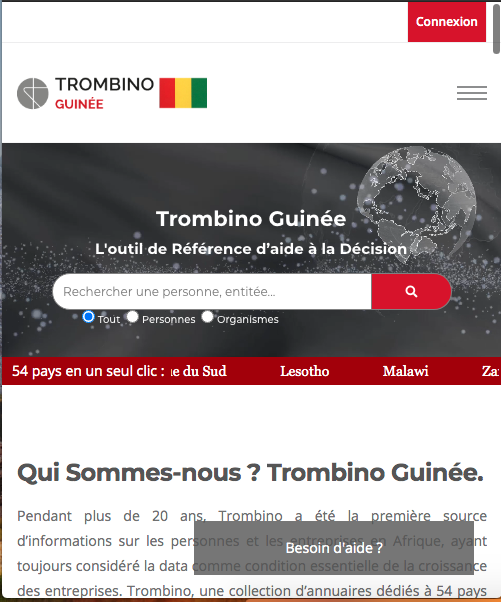 Connexion
TROMBINO
GUINÉE
Trombino Guinée
L'outil de Référence d’aide à la Décision
Rechercher une personne, entitée...
Tout Personnes Organismes
54 pays en un seul clic : ue du Sud Lesotho Malawi Za
Qui Sommes-nous ? Trombino Guinée.
Pendant plus de 20 ans, Trombino a été la première source
d’informations sur les personnes et les entreprises en Afrique, ayant
Besoin d'aide ?
toujours considéré la data comme condition essentielle de la croissance
des entreprises. Trombino, une collection d’annuaires dédiés à 54 pays